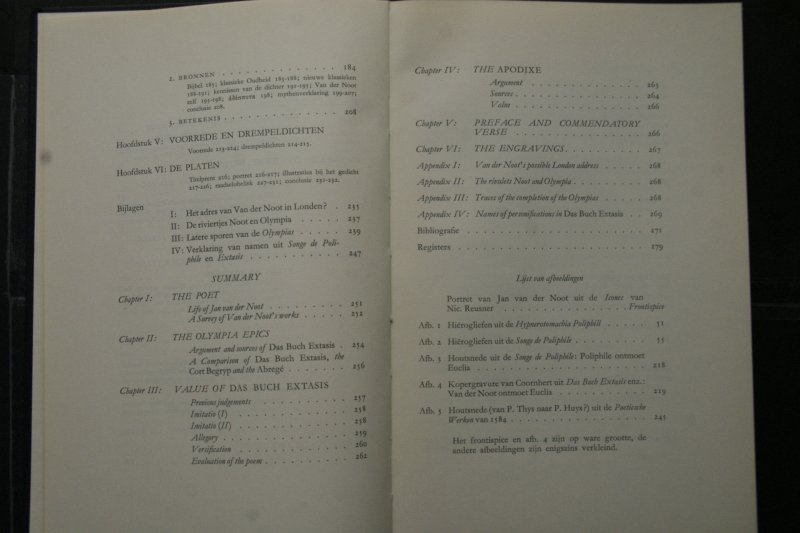 2. BRONNEN . . . . . . . . . . . . . 184
Bijbel 185; klassieke Oudheid 185-188; nieuwe klassieken
188-191; kennissen van de dichter 191-195; Van der Noot
zelf 195-198; 198; mythenverklaring 199-207;
conclusie 208.
3. BETEKENIS . . . . . . . . . . . . . 208
Hoofdstuk V: VOORREDE EN DREMPELDICHTEN
Voorrede 213-214; drempeldichten 214-215.
Hoofdstuk VI: DE PLATEN
Titelprent 216; portret 216-217; illustraties bij het gedicht
217-226; raadselobelisk 227-231; conclusie 231-232.
Bijlagen
I: Het adres van Van der Noot in Londen? . 235
II: De riviertjes Noot en Olympia . . . . . 237
III: Latere sporen van de Olympias . . . . . 239
IV: Verklaring van namen uit Songe de Poli-
phile en Extasis . . . . . . . . . . . 247
SUMMARY
Chapter I: THE POET
Life of Jan van der Noot . . . . . . . . . 251
A Survey of Van der Noot's works . . . . . 252
Chapter II: THE OLYMPIA EPICS
Argument and sources of Das Buch Extasis . 254
A Comparison of Das Buch Extasis, the
Cort Begryp and the Abregé . . . . . . . 256
Chapter III: VALUE OF DAS BUCH EXTASIS
Previous judgements . . . . . . . . . . 257
Imitatio (I) . . . . . . . . . . . . . 258
Imitatio (II) . . . . . . . . . . . . . 258
Allegory . . . . . . . . . . . . . . . 259
Versification . . . . . . . . . . . . . 260
Evaluation of the poem . . . . . . . . . 262
Chapter IV: THE APODIXE
Argument . . . . . . . . . . . . . 263
Sources . . . . . . . . . . . . . . 264
Value . . . . . . . . . . . . . . . 266
Chapter V: PREFACE AND COMMENDATORY
VERSE . . . . . . . . . . . . . . 266
Chapter VI: THE ENGRAVINGS . . . . . . . . . 267
Appendix I: Van der Noot's possible London address . . . 268
Appendix II: The rivulets Noot and Olympia . . . . . . 268
Appendix III: Traces of the completion of the Olympias . . 268
Appendix IV: Names of personifications in Das Buch Extasis . 269
Bibliografie . . . . . . . . . . . . . . . . . . 271
Registers . . . . . . . . . . . . . . . . . . . 279
Lijst van afbeeldingen
Portret van Jan van der Noot uit de Icones van
Nic. Reusner . . . . . . . . . . . . Frontispice
Afb. 1 Hiërogliefen uit de Hypnerotomachia Poliphili . . . 51
Afb. 2 Hiërogliefen uit de Songe de Poliphile . . . . . . 55
Afb. 3 Houtsnede uit de Songe de Poliphile: Poliphile ontmoet
Euclia . . . . . . . . . . . . . . . . . 218
Afb. 4 Kopergravure van Coornhert uit Das Buch Extasis enz.:
Van der Noot ontmoet Euclia . . . . . . . . . 219
Afb. 5 Houtsnede (van P. Thys naar P. Huys?) uit de Poeticsche
Werken van 1584 . . . . . . . . . . . . . . 245
Het frontispice en afb. 4 zijn op ware grootte, de
andere afbeeldingen zijn enigszins verkleind.